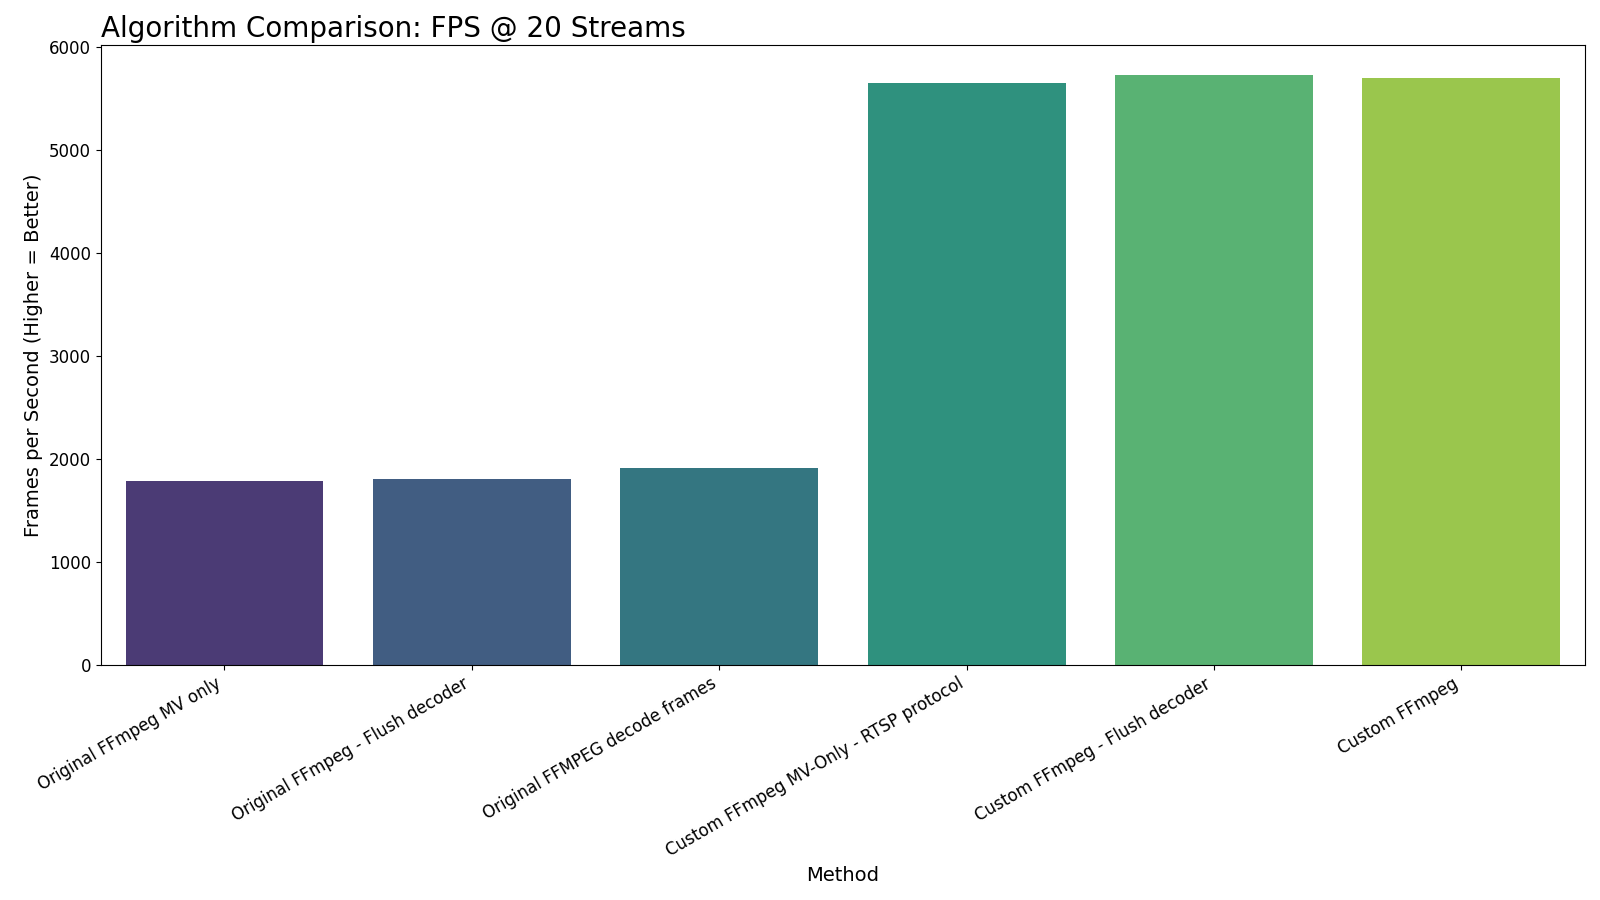 Algorithm Comparison: FPS @ 20 Streams
Frames per Second (Higher = Better)
6000
5000
4000
3000
2000
1000
0
Original FFmpeg MV only
Original FFmpeg - Flush decoder
Original FFMPEG decode frames
Custom FFmpeg MV-Only - RTSP protocol
Custom FFmpeg - Flush decoder
Custom FFmpeg
Method